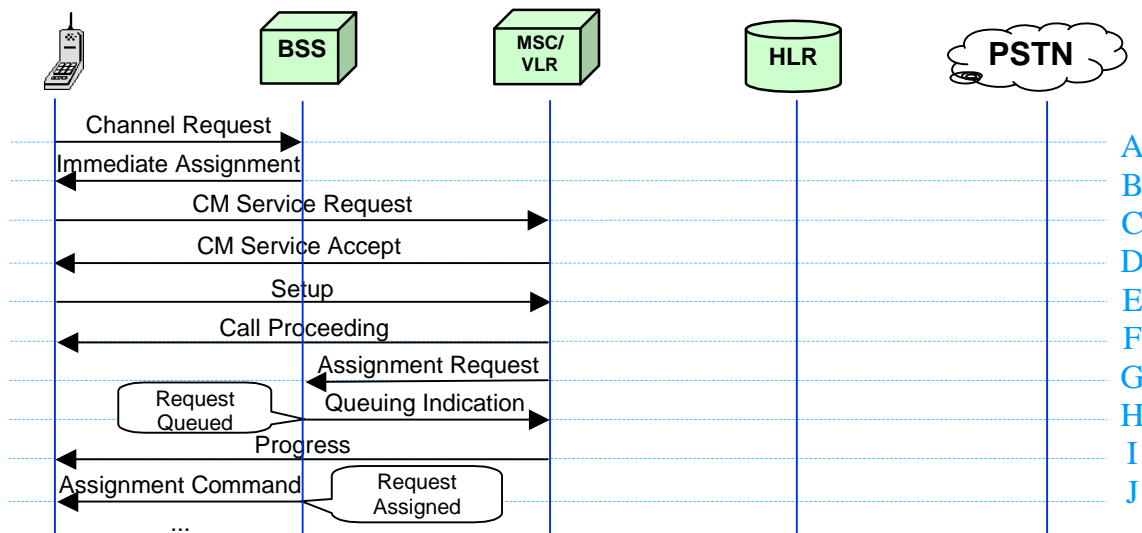 BSS
MSC/
VLR
HLR
PSTN
Channel Request
A
Immediate Assignment
B
CM Service Request
C
CM Service Accept
D
Setup
E
Call Proceeding
F
Assignment Request
G
Request
Queued
Queuing Indication
H
Progress
I
Assignment Command
Request
Assigned
J
...